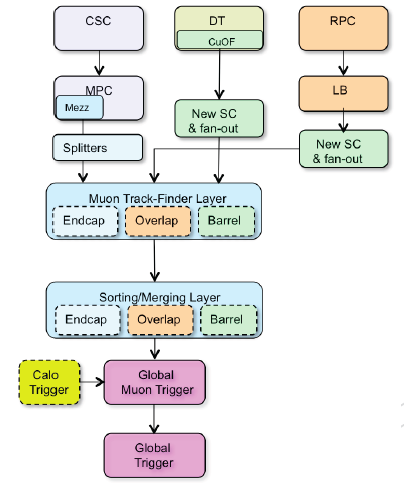 CSC
DT
CuOF
RPC
MPC
Mezz
LB
New SC
& fan-out
Splitters
New SC
& fan-out
Muon Track-Finder Layer
Endcap
Overlap
Barrel
Sorting/Merging Layer
Endcap
Overlap
Barrel
Calo
Trigger
Global
Muon Trigger
Global
Trigger